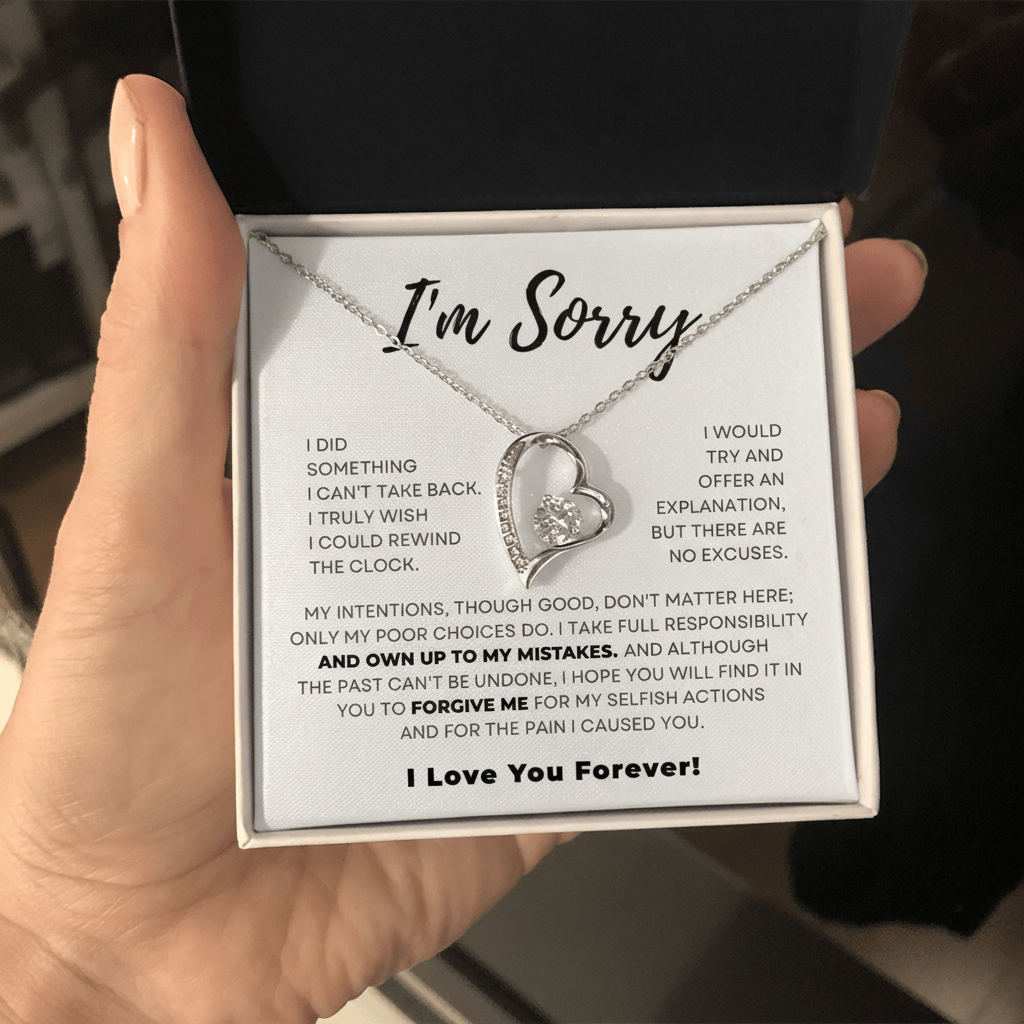 I'm Sorry
I DID
SOMETHING
I CAN'T TAKE BACK.
I TRULY WISH
I COULD REWIND
THE CLOCK.
I WOULD
TRY AND
OFFER AN
EXPLANATION,
BUT THERE ARE
NO EXCUSES.
MY INTENTIONS, THOUGH GOOD, DON'T MATTER HERE;
ONLY MY POOR CHOICES DO. I TAKE FULL RESPONSIBILITY
AND OWN UP TO MY MISTAKES. AND ALTHOUGH
THE PAST CAN'T BE UNDONE, I HOPE YOU WILL FIND IT IN
YOU TO FORGIVE ME FOR MY SELFISH ACTIONS
AND FOR THE PAIN I CAUSED YOU.
I Love You Forever!